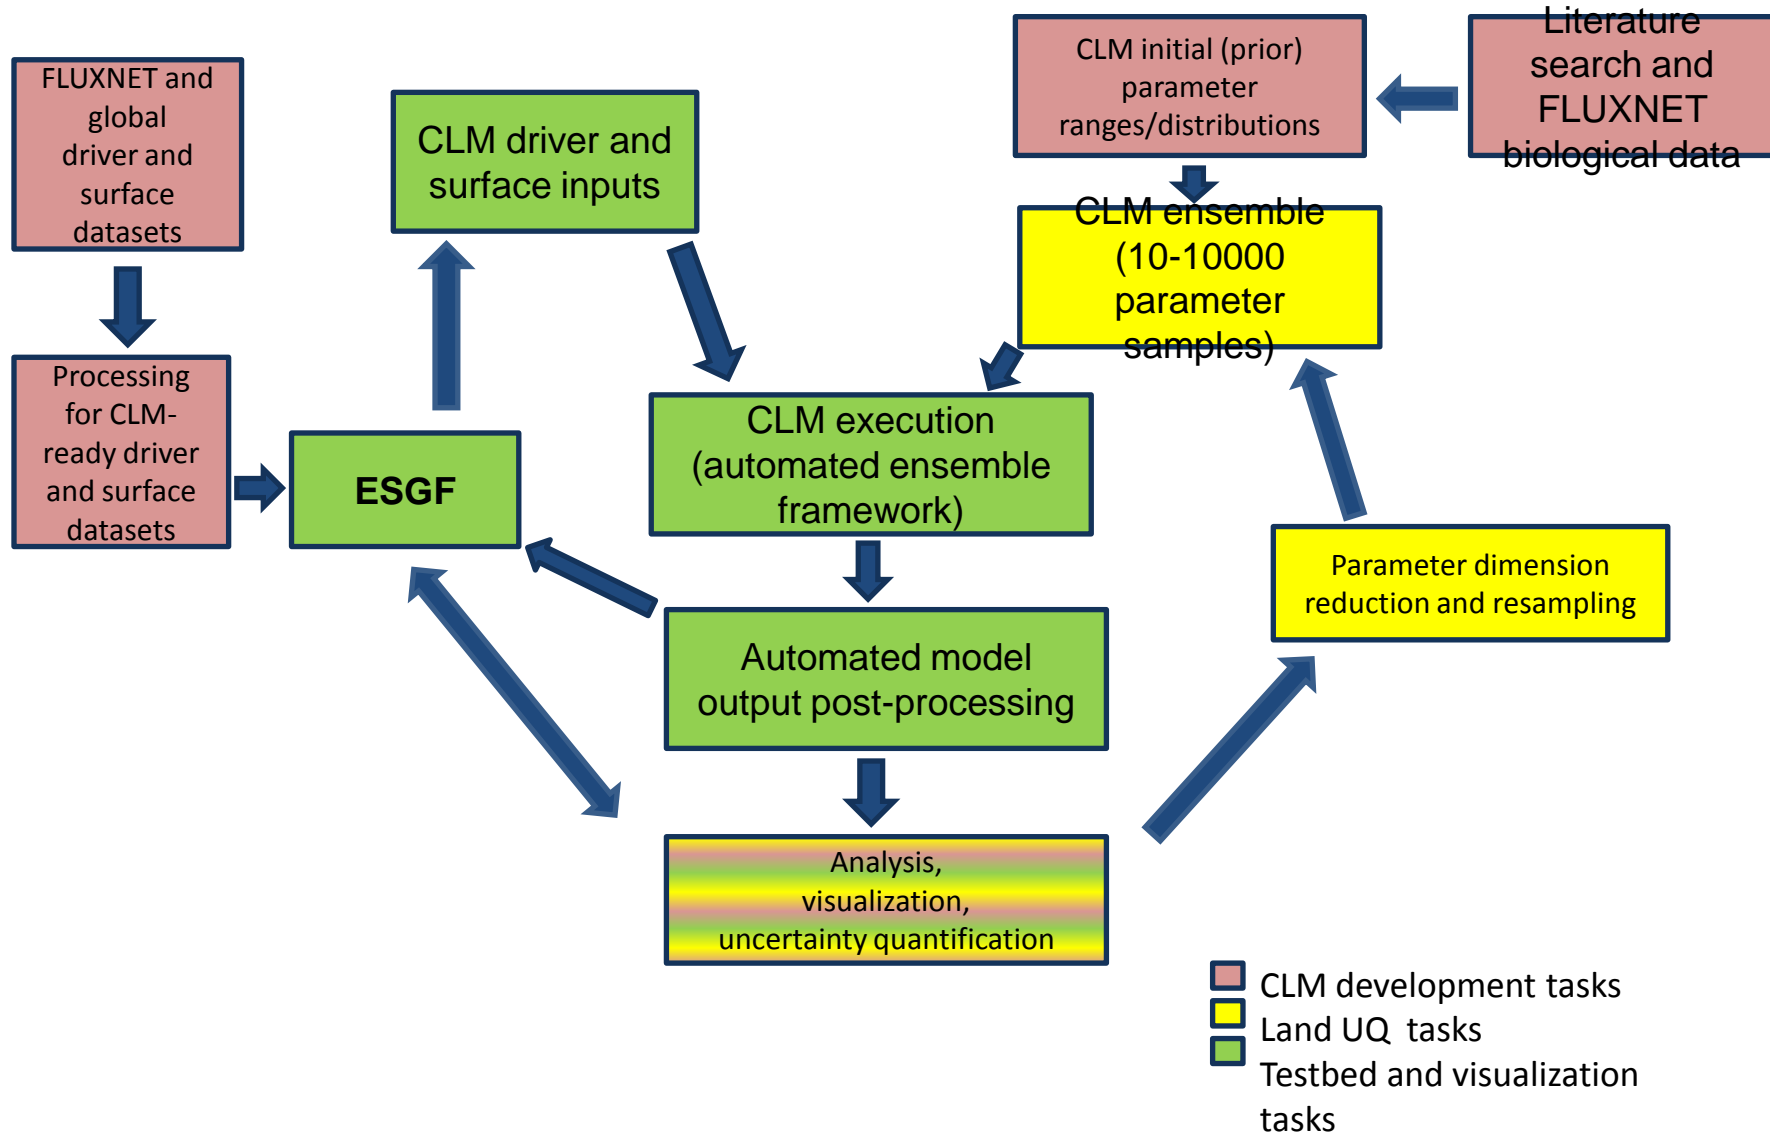 FLUXNET and
global
driver and
surface
datasets
CLM driver and
surface inputs
CLM initial (prior)
parameter
ranges/distributions
Literature
search and
FLUXNET
biological data
CLM ensemble
(10-10000
parameter
samples)
Processing
for CLM-
ready driver
and surface
datasets
ESGF
CLM execution
(automated ensemble
framework)
Parameter dimension
reduction and resampling
Automated model
output post-processing
Analysis,
visualization,
uncertainty quantification
CLM development tasks
Land UQ tasks
Testbed and visualization
tasks